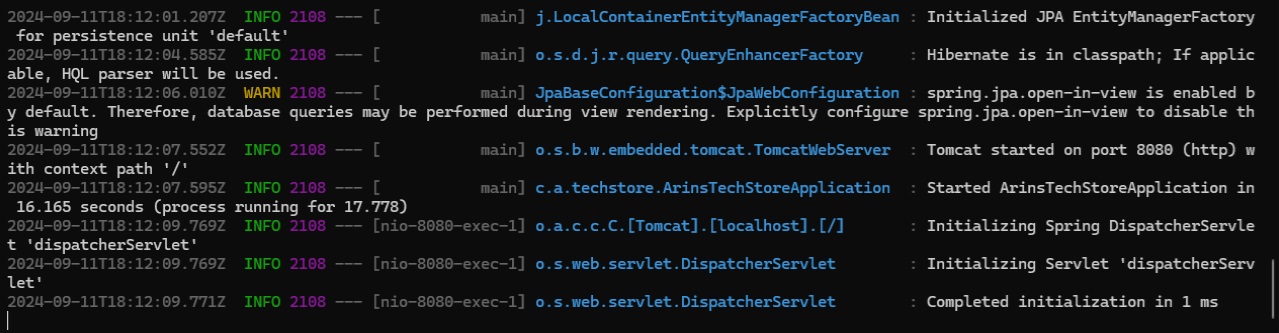 2024-09-11T18:12:01.207Z  INFO 2108 --- [           main] j.LocalContainerEntityManagerFactoryBean : Initialized JPA EntityManagerFactory
 for persistence unit 'default'
2024-09-11T18:12:04.585Z  INFO 2108 --- [           main] o.s.d.j.r.query.QueryEnhancerFactory     : Hibernate is in classpath; If applic
able, HQL parser will be used.
2024-09-11T18:12:06.010Z  WARN 2108 --- [           main] JpaBaseConfiguration$JpaWebConfiguration : spring.jpa.open-in-view is enabled b
y default. Therefore, database queries may be performed during view rendering. Explicitly configure spring.jpa.open-in-view to disable th
is warning
2024-09-11T18:12:07.552Z  INFO 2108 --- [           main] o.s.b.w.embedded.tomcat.TomcatWebServer  : Tomcat started on port 8080 (http) w
ith context path '/'
2024-09-11T18:12:07.595Z  INFO 2108 --- [           main] c.a.techstore.ArinsTechStoreApplication  : Started ArinsTechStoreApplication in
 16.165 seconds (process running for 17.778)
2024-09-11T18:12:09.769Z  INFO 2108 --- [nio-8080-exec-1] o.a.c.c.C.[Tomcat].[localhost].[/]       : Initializing Spring DispatcherServle
t 'dispatcherServlet'
2024-09-11T18:12:09.769Z  INFO 2108 --- [nio-8080-exec-1] o.s.web.servlet.DispatcherServlet        : Initializing Servlet 'dispatcherServ
let'
2024-09-11T18:12:09.771Z  INFO 2108 --- [nio-8080-exec-1] o.s.web.servlet.DispatcherServlet        : Completed initialization in 1 ms